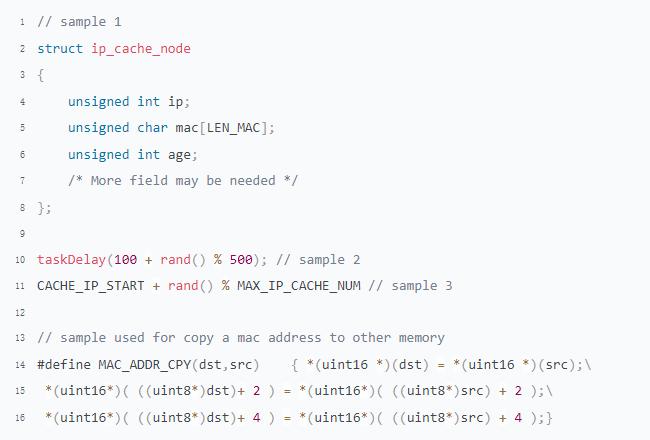 1 // sample 1
2 struct ip_cache_node
3 {
4     unsigned int ip;
5     unsigned char mac[LEN_MAC];
6     unsigned int age;
7     /* More field may be needed */
8 };
9
10 taskDelay(100 + rand() % 500); // sample 2
11 CACHE_IP_START + rand() % MAX_IP_CACHE_NUM // sample 3
12
13 // sample used for copy a mac address to other memory
14 #define MAC_ADDR_CPY(dst,src)    { *(uint16 *)(dst) = *(uint16 *)(src);\
15  *(uint16*)( ((uint8*)dst)+ 2 ) = *(uint16*)( ((uint8*)src) + 2 );\
16  *(uint16*)( ((uint8*)dst)+ 4 ) = *(uint16*)( ((uint8*)src) + 4 );}